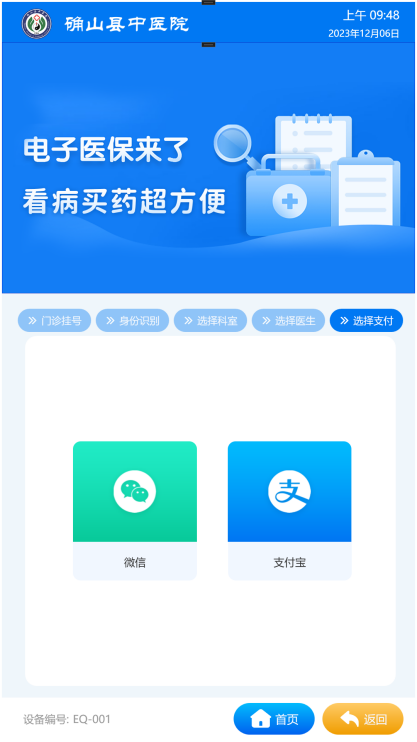 确山县中医院
上午 09:48
2023年12月06日
电子医保来了
看病买药超方便
门诊挂号
身份识别
选择科室
选择医生
选择支付
微信
支付宝
设备编号: EQ-001
首页
返回